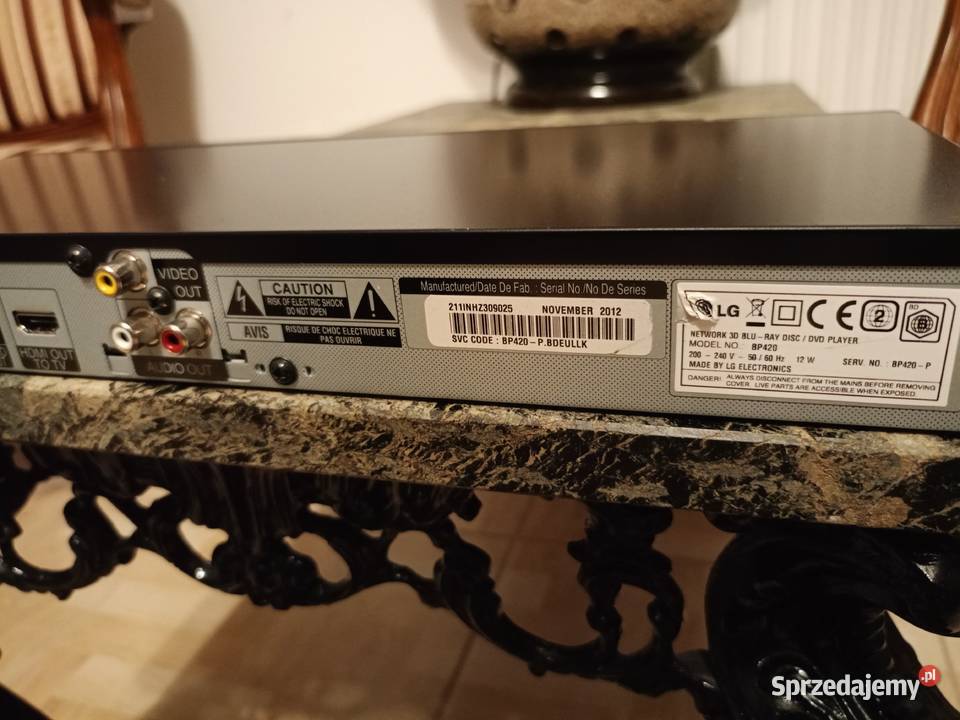 VIDEO
OUT
HDMI OUT
TO TV
AUDIO OUT
CAUTION
RISK OF ELECTRIC SHOCK
DO NOT OPEN
AVIS
RISQUE DE CHOC ELECTRIQUE NE
PAS OUVRIR
Manufactured/Date De Fab. : Serial No./No De Series
211INHZ309025 NOVEMBER 2012
SVC CODE : BP420-P.BDEULLK
LG
CE
2
BD
B
NETWORK 3D BLU-RAY DISC / DVD PLAYER
MODEL NO. BP420
200 - 240 V ~ 50 / 60 Hz 12 W SERV. NO. : BP420-P
MADE BY LG ELECTRONICS
DANGER: ALWAYS DISCONNECT FROM THE MAINS BEFORE REMOVING
COVER. LIVE PARTS ARE ACCESSIBLE WHEN EXPOSED.
Sprzedajemy.pl